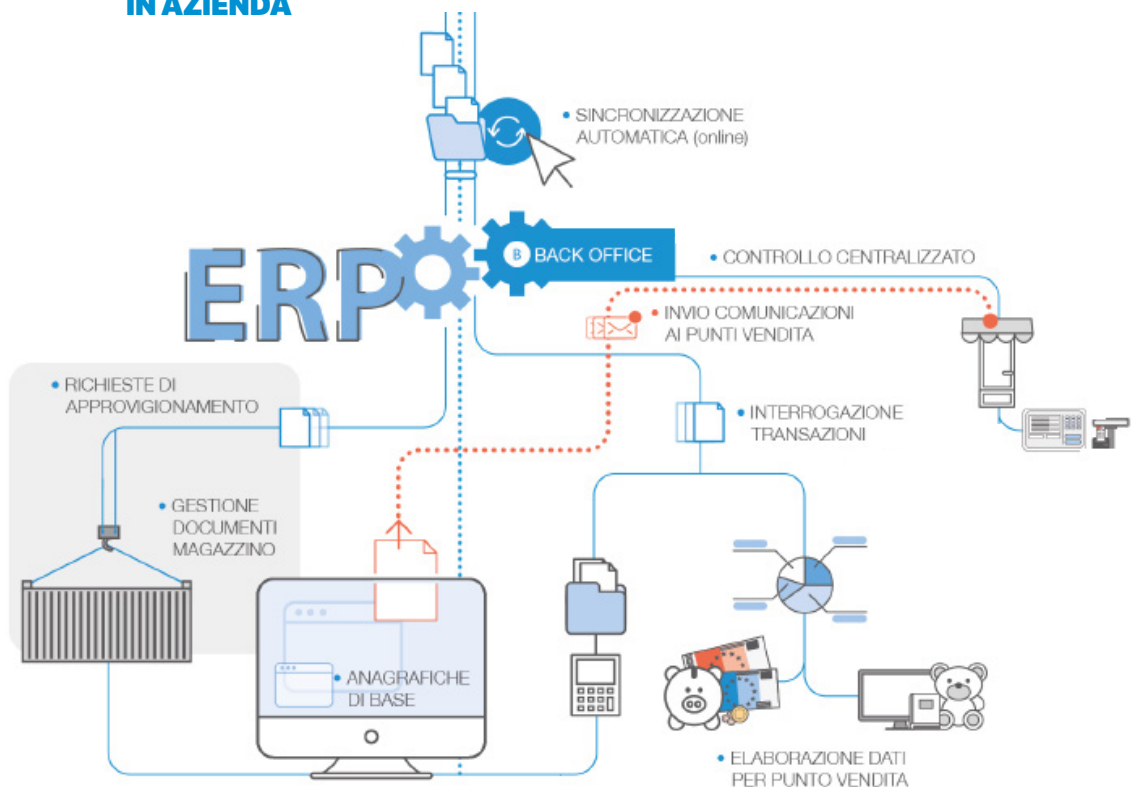 IN AZIENDA
• SINCRONIZZAZIONE
AUTOMATICA (online)
ERP
B BACK OFFICE
• CONTROLLO CENTRALIZZATO
• INVIO COMUNICAZIONI
AI PUNTI VENDITA
• RICHIESTE DI
APPROVIGIONAMENTO
• INTERROGAZIONE
TRANSAZIONI
• GESTIONE
DOCUMENTI
MAGAZZINO
• ANAGRAFICHE
DI BASE
• ELABORAZIONE DATI
PER PUNTO VENDITA